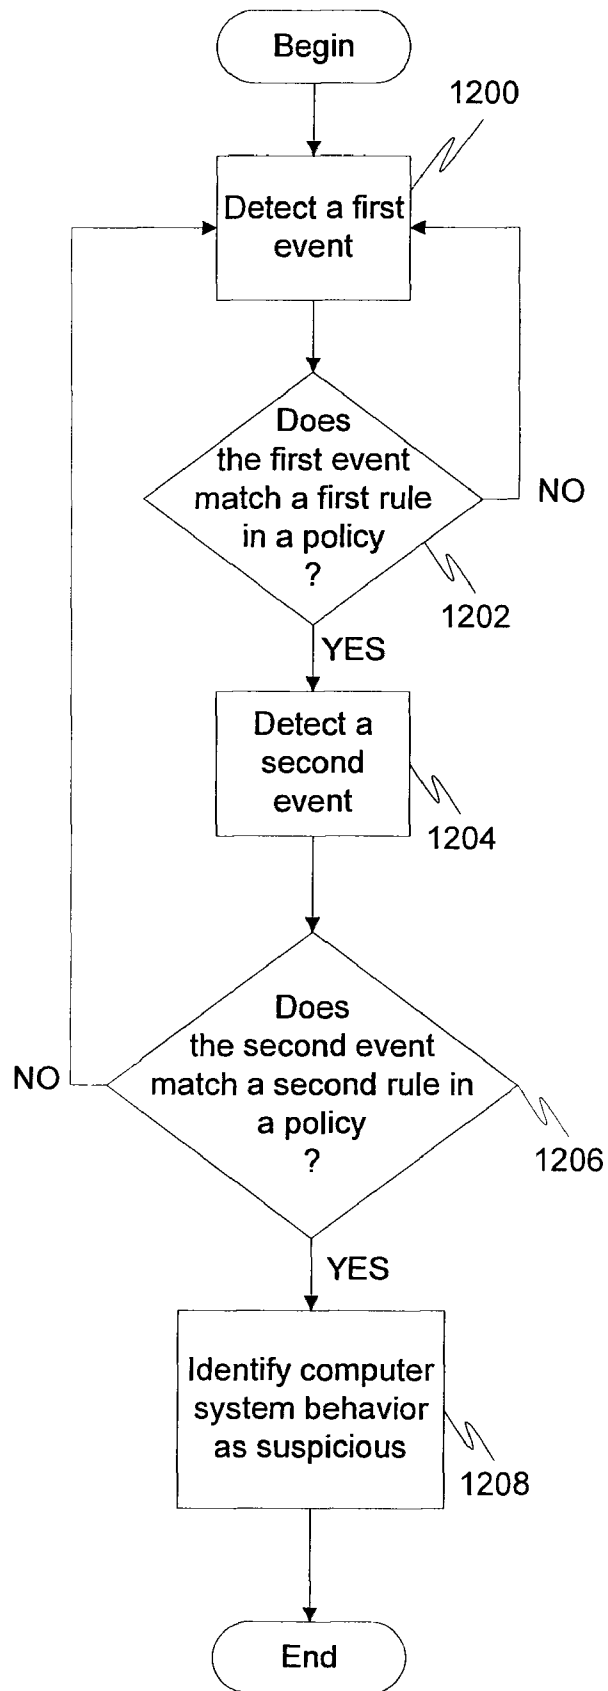 Begin
1200
Detect a first
event
Does
the first event
match a first rule
in a policy
?
NO
1202
YES
Detect a
second
event
1204
Does
the second event
match a second rule in
a policy
?
NO
1206
YES
Identify computer
system behavior
as suspicious
1208
End